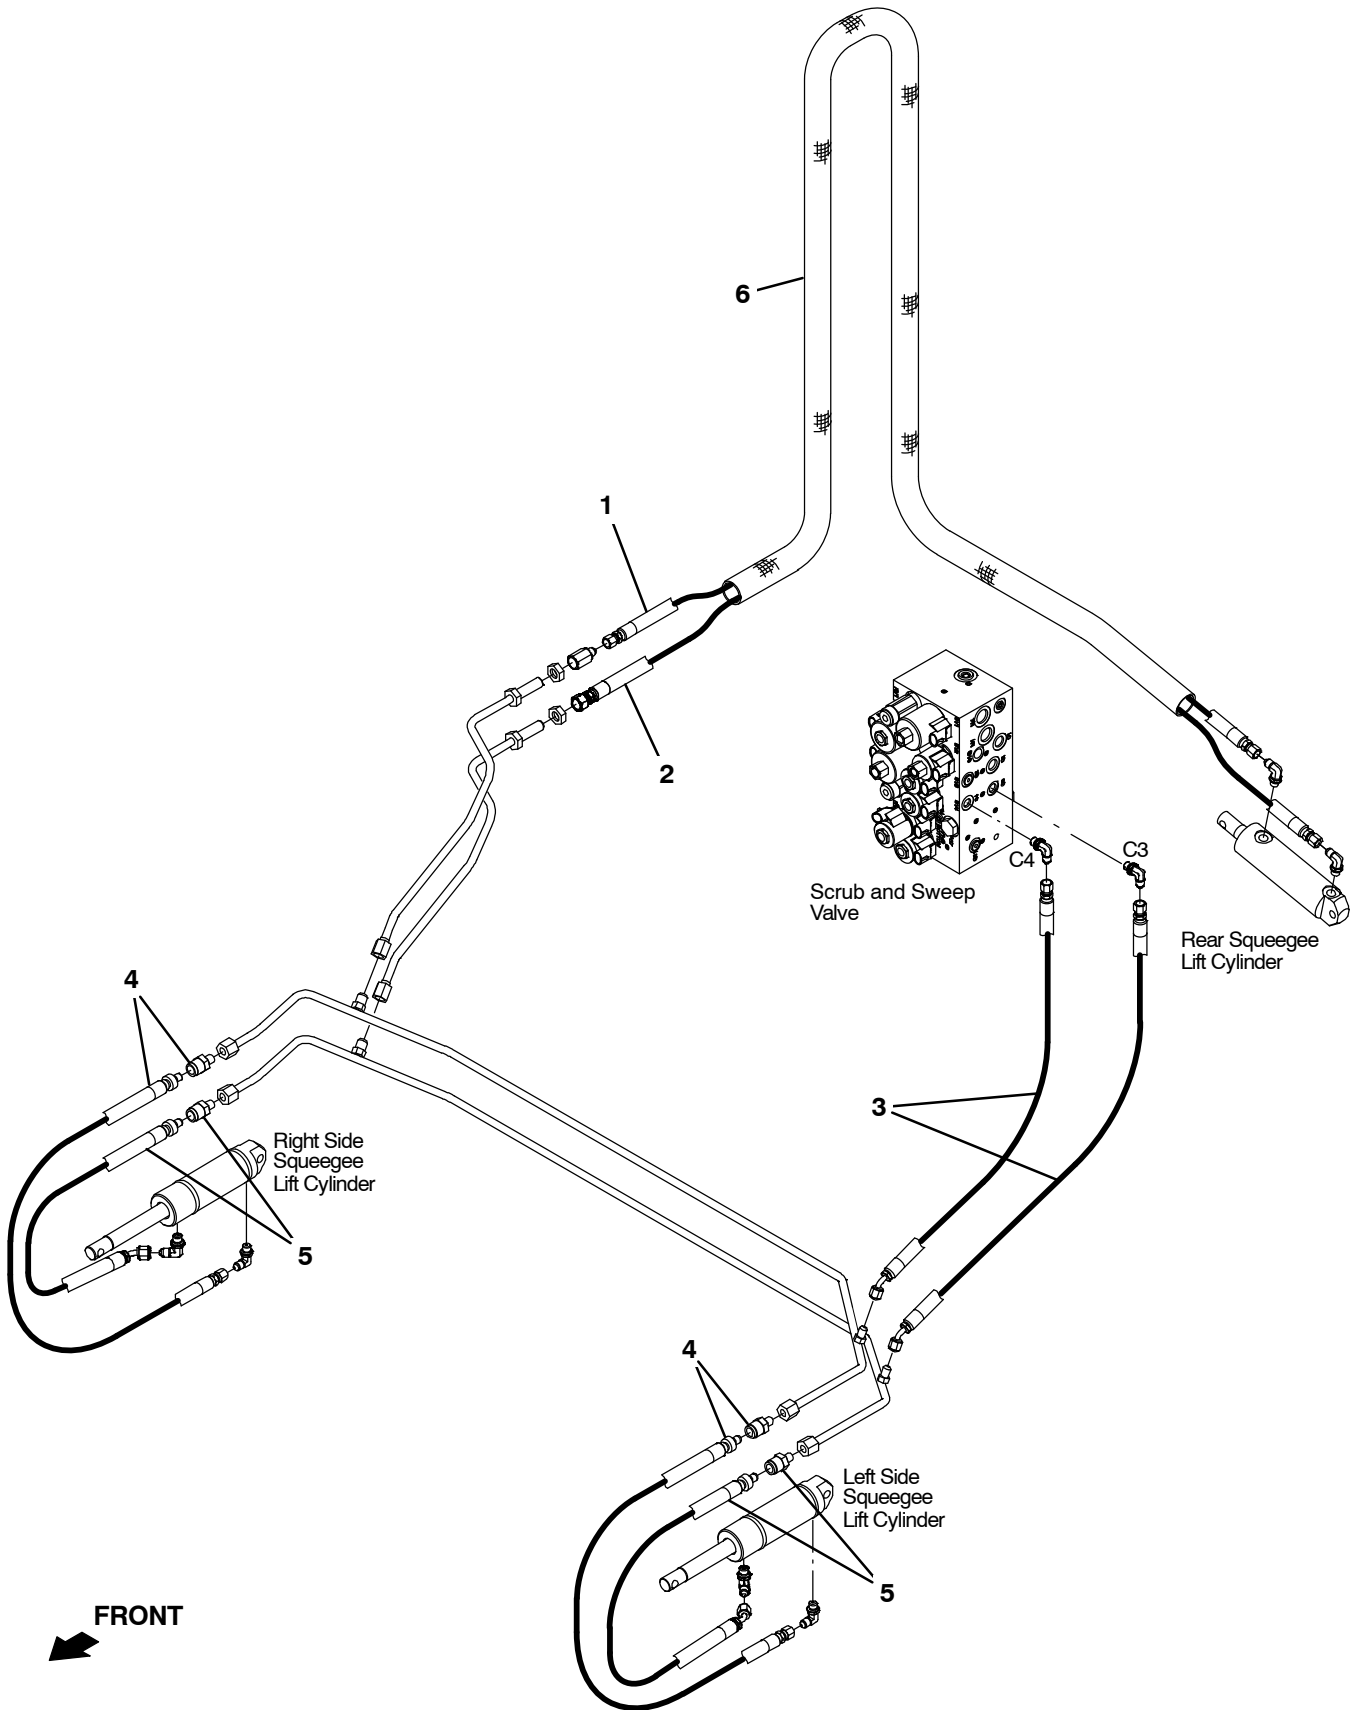 6
1
2
C4
C3
Scrub and Sweep
Valve
Rear Squeegee
Lift Cylinder
4
3
Right Side
Squeegee
Lift Cylinder
5
4
Left Side
Squeegee
Lift Cylinder
5
FRONT